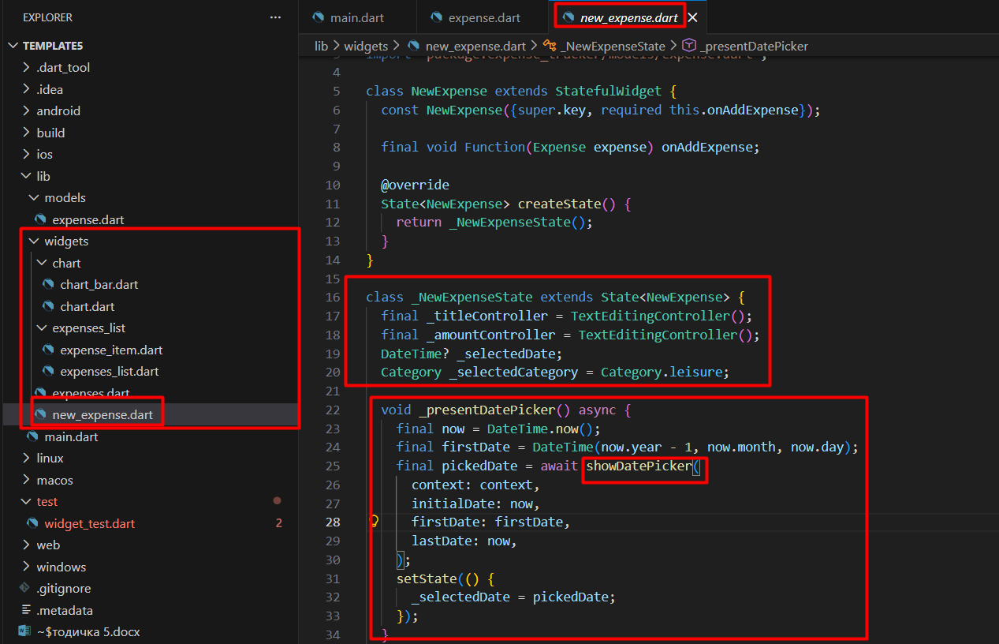 EXPLORER
...
TEMPLATE5
.dart_tool
.idea
android
build
ios
lib
models
expense.dart
widgets
chart
chart_bar.dart
chart.dart
expenses_list
expense_item.dart
expenses_list.dart
expenses.dart
new_expense.dart
main.dart
linux
macos
test
widget_test.dart 2
web
windows
.gitignore
.metadata
~$тодичка 5.docx
main.dart expense.dart new_expense.dart
lib > widgets > new_expense.dart > _NewExpenseState > _presentDatePicker
3 import 'package:expense_tracker/models/expense.dart';
4
5 class NewExpense extends StatefulWidget {
6 const NewExpense({super.key, required this.onAddExpense});
7
8 final void Function(Expense expense) onAddExpense;
9
10 @override
11 State<NewExpense> createState() {
12 return _NewExpenseState();
13 }
14 }
15
16 class _NewExpenseState extends State<NewExpense> {
17 final _titleController = TextEditingController();
18 final _amountController = TextEditingController();
19 DateTime? _selectedDate;
20 Category _selectedCategory = Category.leisure;
21
22 void _presentDatePicker() async {
23 final now = DateTime.now();
24 final firstDate = DateTime(now.year - 1, now.month, now.day);
25 final pickedDate = await showDatePicker(
26 context: context,
27 initialDate: now,
28 firstDate: firstDate,
29 lastDate: now,
30 );
31 setState(() {
32 _selectedDate = pickedDate;
33 });
34 }